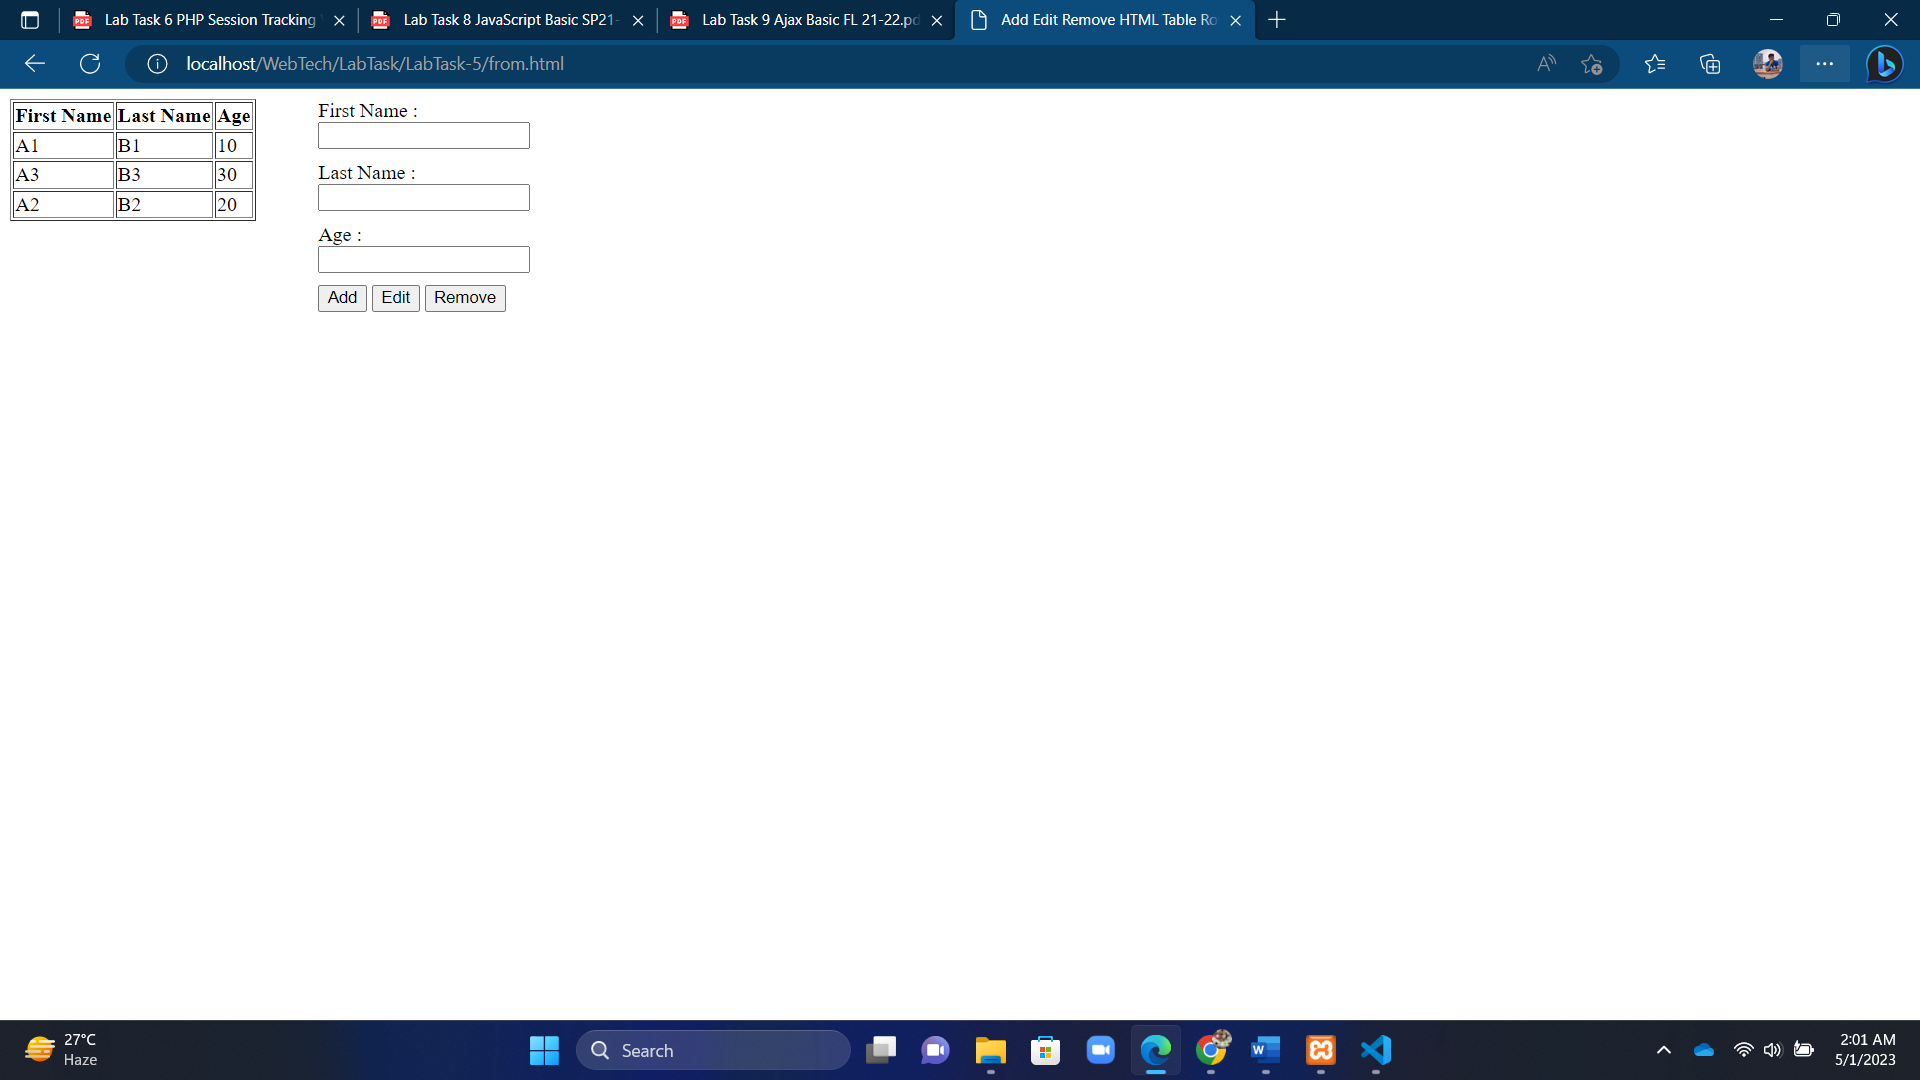 Lab Task 6 PHP Session Tracking
Lab Task 8 JavaScript Basic SP21-
Lab Task 9 Ajax Basic FL 21-22.pd
Add Edit Remove HTML Table Ro
localhost/WebTech/LabTask/LabTask-5/from.html
First Name Last Name Age
A1 B1 10
A3 B3 30
A2 B2 20
First Name :
Last Name :
Age :
Add Edit Remove
27°C
Haze
Search
2:01 AM
5/1/2023